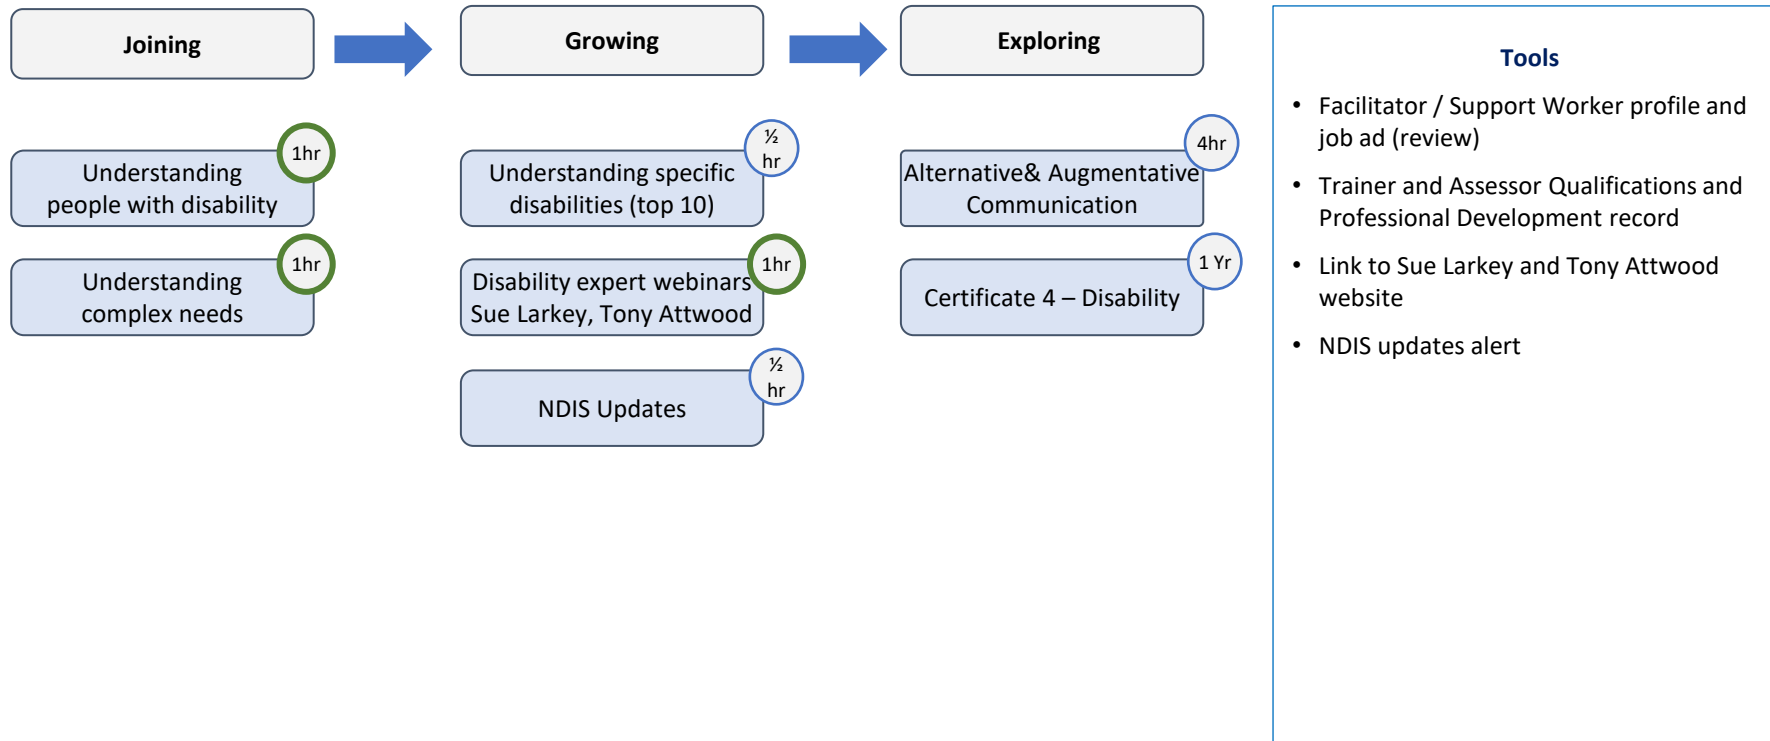 Joining
Growing
Exploring
1hr
Understanding
people with disability
1hr
Understanding
complex needs
½
hr
Understanding specific
disabilities (top 10)
1hr
Disability expert webinars
Sue Larkey, Tony Attwood
½
hr
NDIS Updates
4hr
Alternative& Augmentative
Communication
1 Yr
Certificate 4 – Disability
Tools
• Facilitator / Support Worker profile and
job ad (review)
• Trainer and Assessor Qualifications and
Professional Development record
• Link to Sue Larkey and Tony Attwood
website
• NDIS updates alert